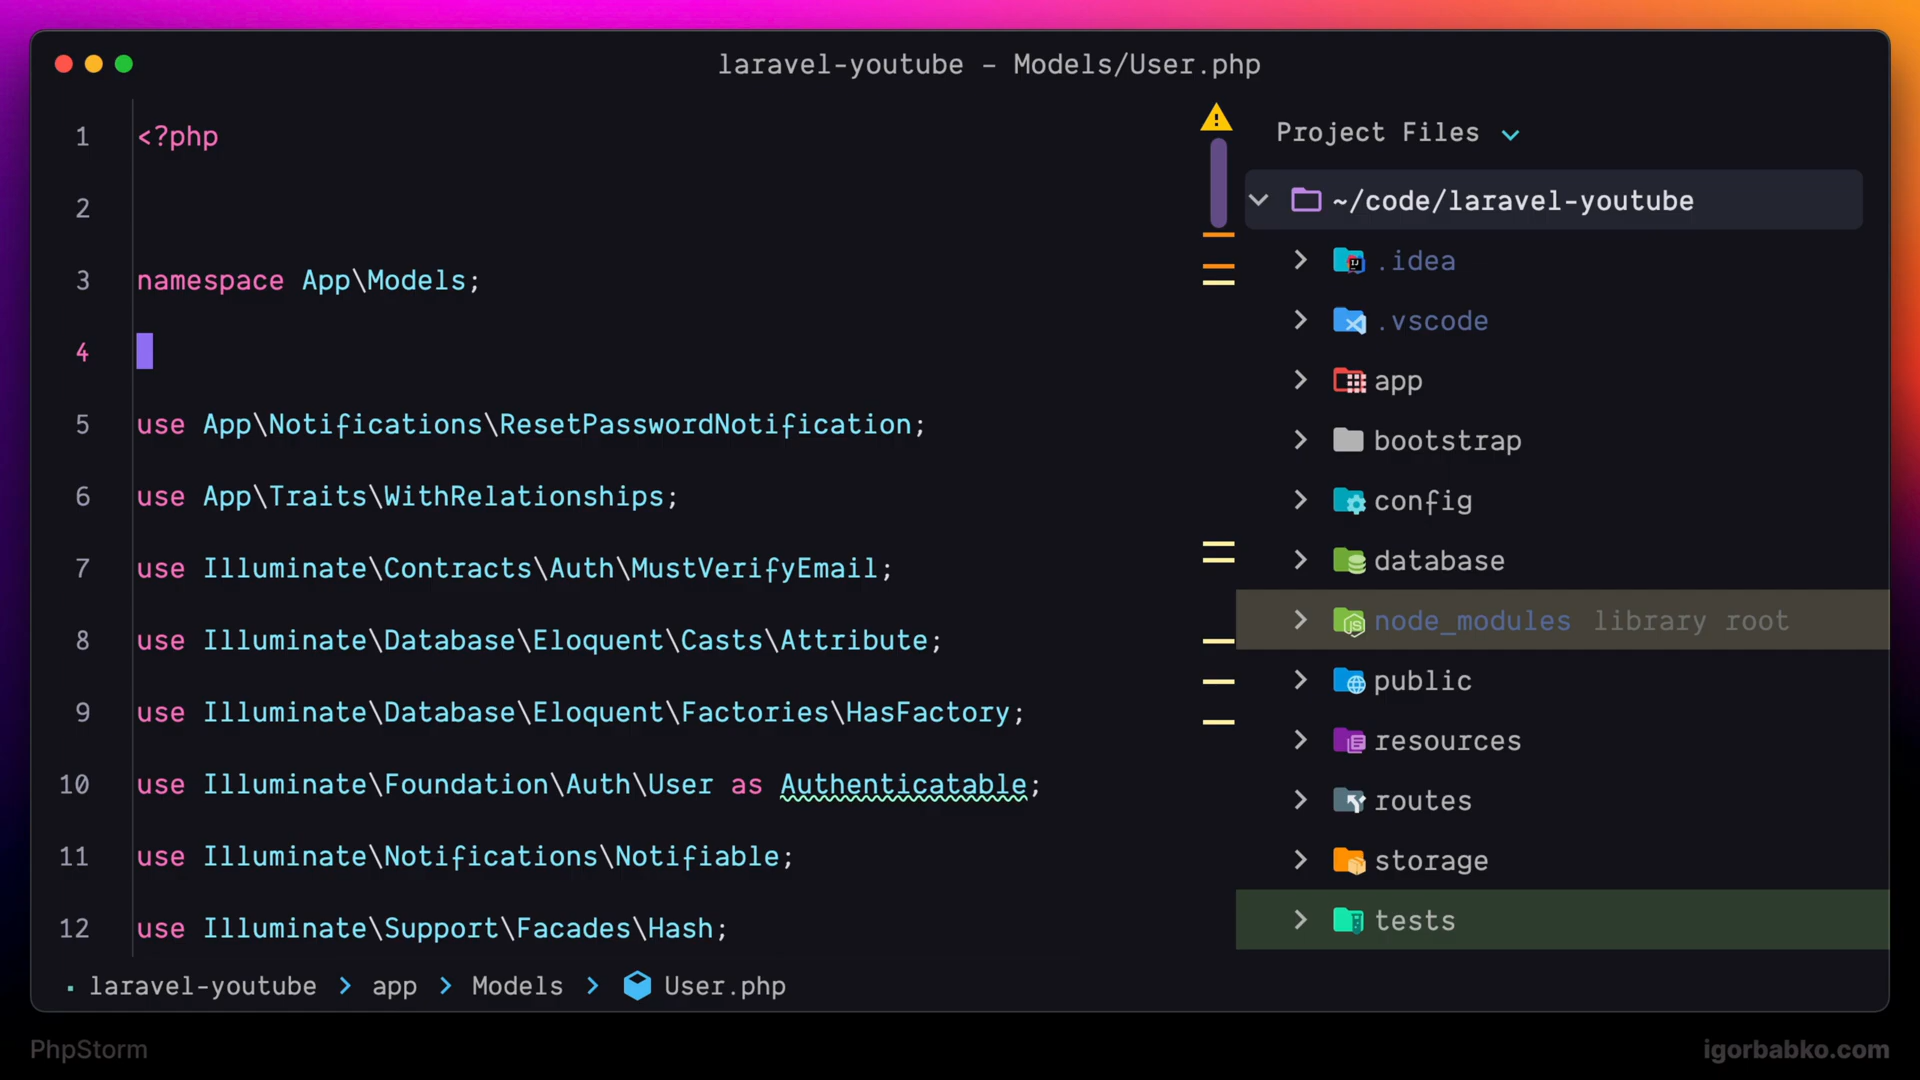 laravel-youtube – Models/User.php
1 <?php
2
3 namespace App\Models;
4
5 use App\Notifications\ResetPasswordNotification;
6 use App\Traits\WithRelationships;
7 use Illuminate\Contracts\Auth\MustVerifyEmail;
8 use Illuminate\Database\Eloquent\Casts\Attribute;
9 use Illuminate\Database\Eloquent\Factories\HasFactory;
10 use Illuminate\Foundation\Auth\User as Authenticatable;
11 use Illuminate\Notifications\Notifiable;
12 use Illuminate\Support\Facades\Hash;
Project Files
~/code/laravel-youtube
.idea
.vscode
app
bootstrap
config
database
node_modules library root
public
resources
routes
storage
tests
laravel-youtube > app > Models > User.php
PhpStorm
igorbabko.com